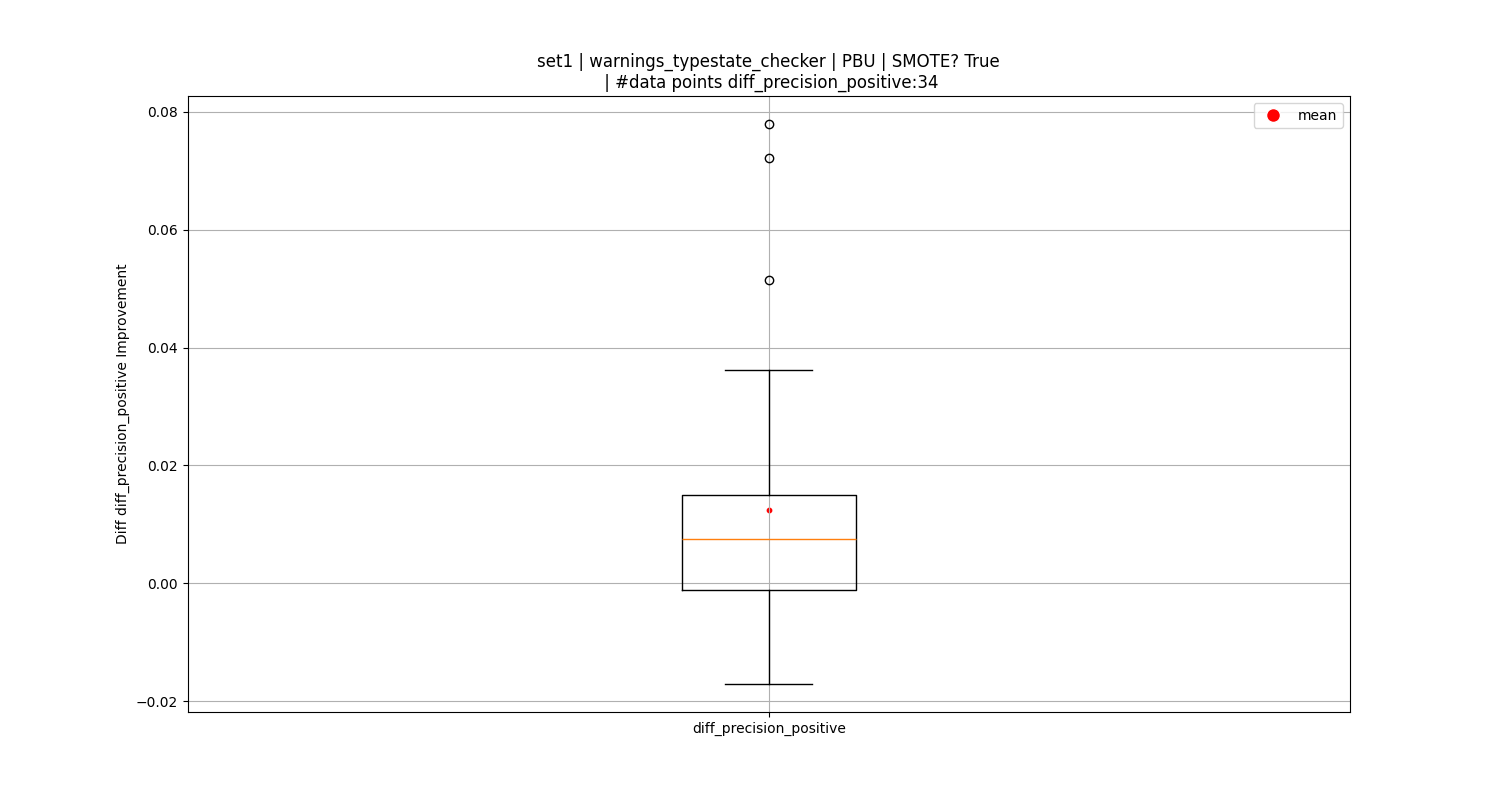 set1 | warnings_typestate_checker | PBU | SMOTE? True
| #data points diff_precision_positive:34
mean
0.08
0.06
0.04
0.02
0.00
−0.02
Diff diff_precision_positive Improvement
diff_precision_positive